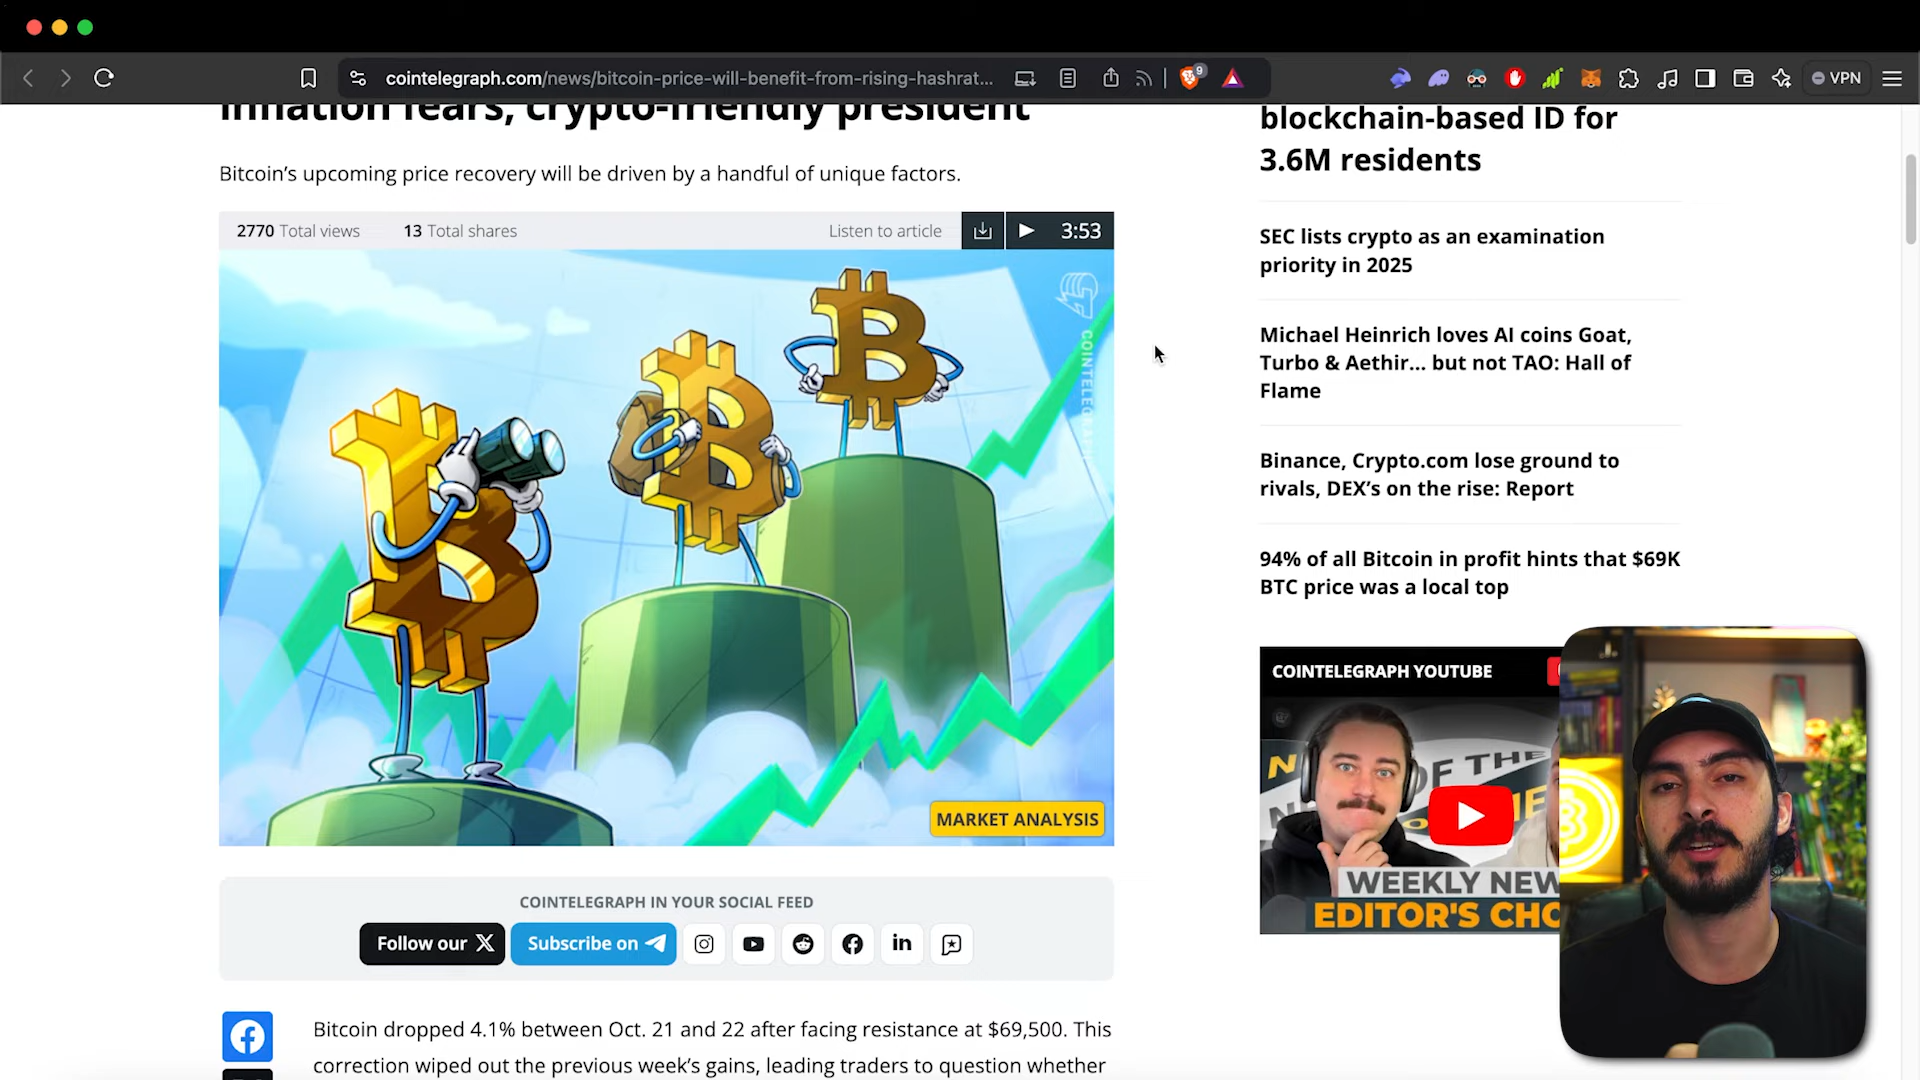 cointelegraph.com/news/bitcoin-price-will-benefit-from-rising-hashrat...
9
VPN
inflation fears, crypto-friendly president
Bitcoin’s upcoming price recovery will be driven by a handful of unique factors.
2770 Total views
13 Total shares
Listen to article
3:53
COINTELEGRAPH
MARKET ANALYSIS
COINTELEGRAPH IN YOUR SOCIAL FEED
Follow our X
Subscribe on
Bitcoin dropped 4.1% between Oct. 21 and 22 after facing resistance at $69,500. This
correction wiped out the previous week’s gains, leading traders to question whether
blockchain-based ID for
3.6M residents
SEC lists crypto as an examination
priority in 2025
Michael Heinrich loves AI coins Goat,
Turbo & Aethir... but not TAO: Hall of
Flame
Binance, Crypto.com lose ground to
rivals, DEX’s on the rise: Report
94% of all Bitcoin in profit hints that $69K
BTC price was a local top
COINTELEGRAPH YOUTUBE
OF THE
WEEKLY NEW
EDITOR'S CHO